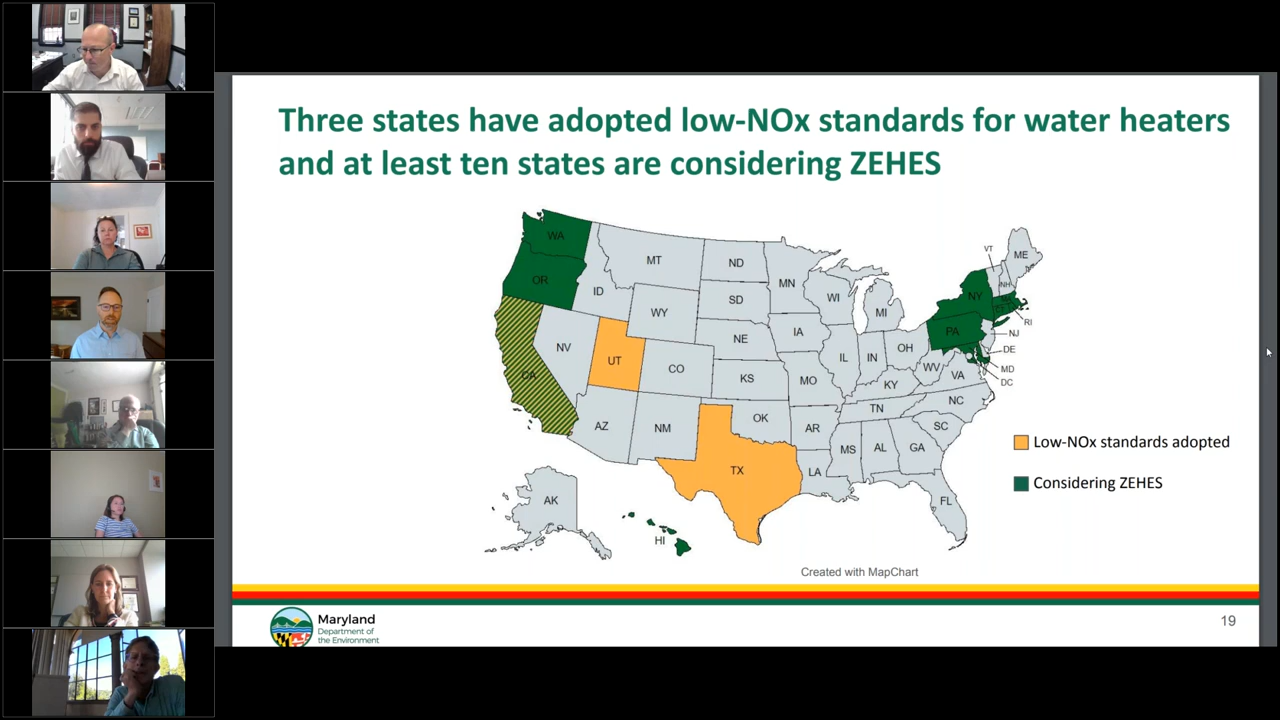 Three states have adopted low-NOx standards for water heaters
and at least ten states are considering ZEHES
WA
OR
CA
ID
NV
MT
WY
UT
AZ
CO
NM
ND
SD
NE
KS
OK
TX
MN
IA
MO
AR
LA
WI
IL
MS
MI
IN
KY
TN
AL
OH
WV
VA
NC
SC
GA
FL
PA
NY
VT
NH
ME
RI
NJ
DE
MD
DC
AK
HI
Low-NOx standards adopted
Considering ZEHES
Created with MapChart
Maryland
Department of
the Environment
19